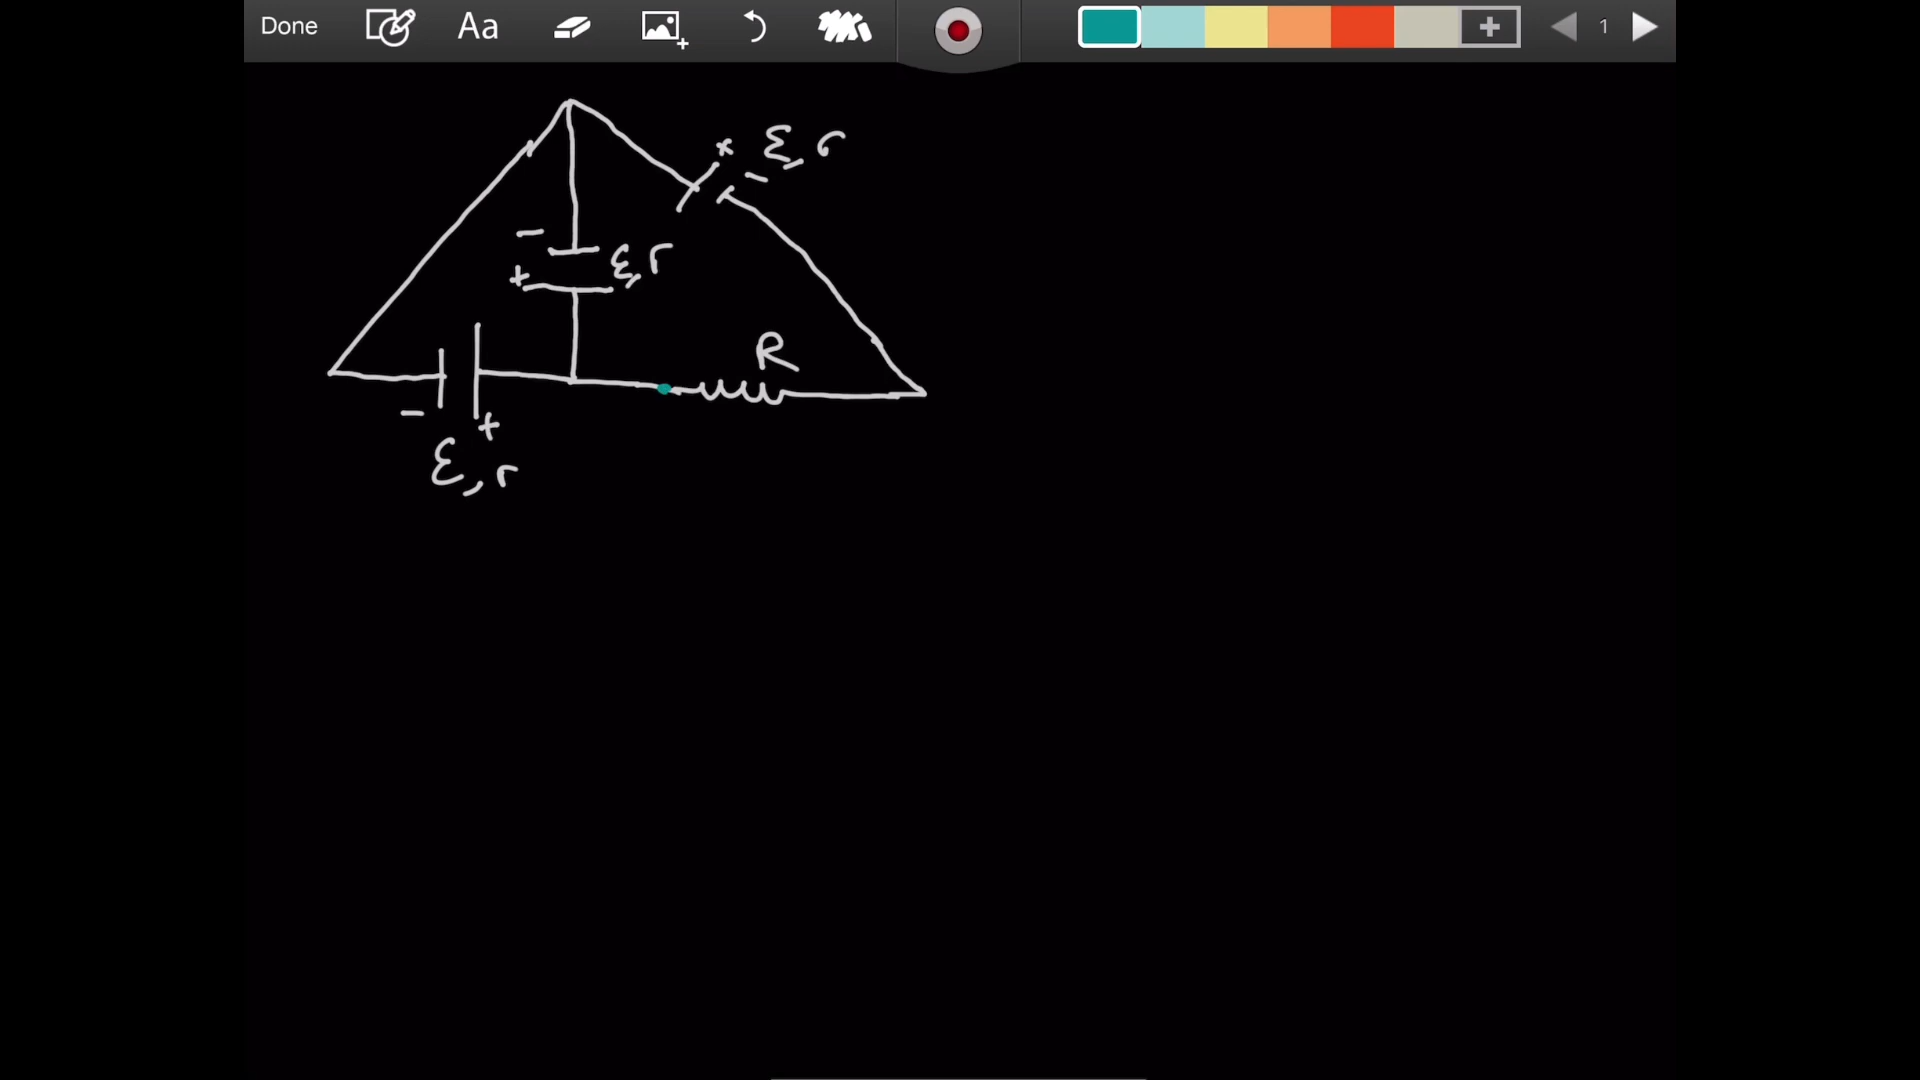 Done Aa 1
+ ℰ, r
-
-
+ ℰ, r
R
- +
ℰ, r